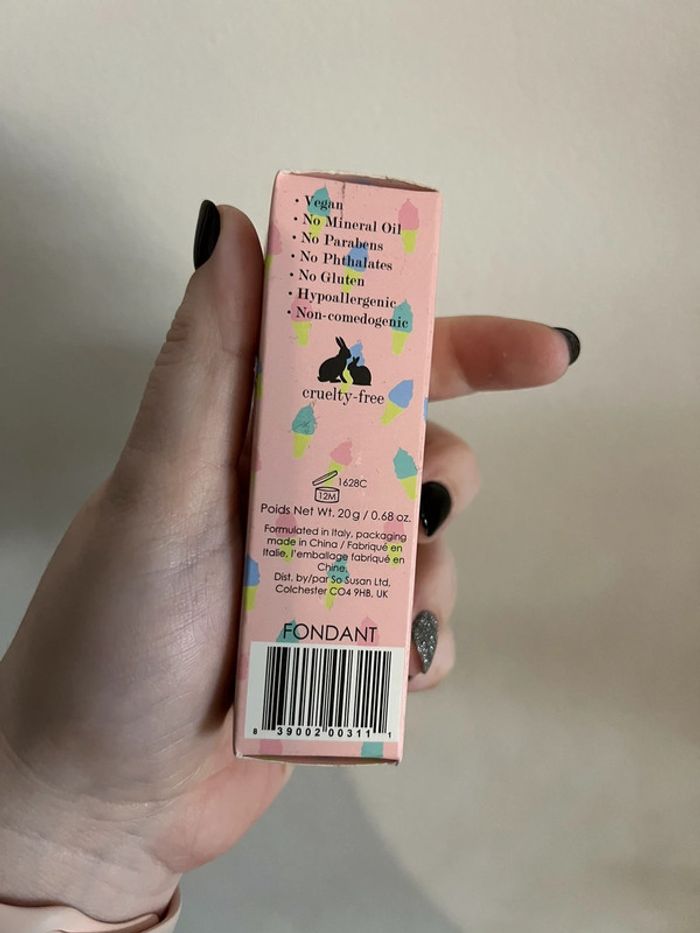 • Vegan
• No Mineral Oil
• No Parabens
• No Phthalates
• No Gluten
• Hypoallergenic
• Non-comedogenic
cruelty-free
1628C
12M
Poids Net Wt. 20g / 0.68 oz.
Formulated in Italy, packaging
made in China / Fabriqué en
Italie, l'emballage fabriqué en
Chine.
Dist. by/par So Susan Ltd,
Colchester CO4 9HB, UK
FONDANT
8 39002 00311 1